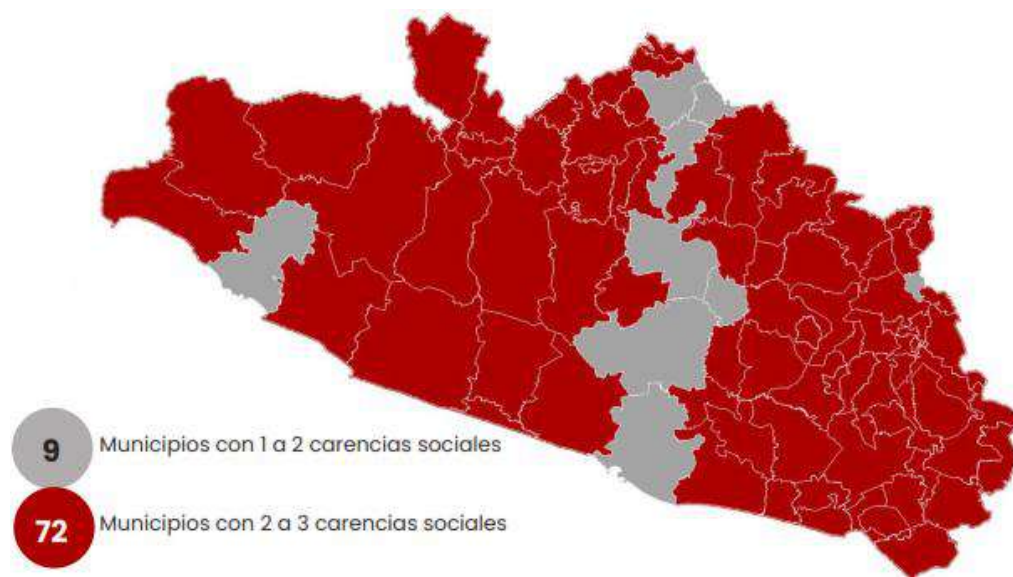 9 Municipios con 1 a 2 carencias sociales
72 Municipios con 2 a 3 carencias sociales